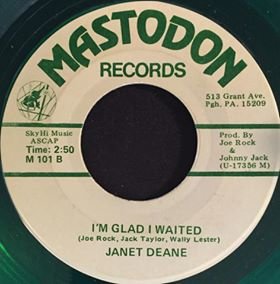 MASTODON
RECORDS
513 Grant Ave.
Pgh. PA. 15209
SkyHi Music
ASCAP
Time: 2:50
M 101 B
Prod. By
Joe Rock
&
Johnny Jack
(U-17356 M)
I'M GLAD I WAITED
(Joe Rock, Jack Taylor, Wally Lester)
JANET DEANE